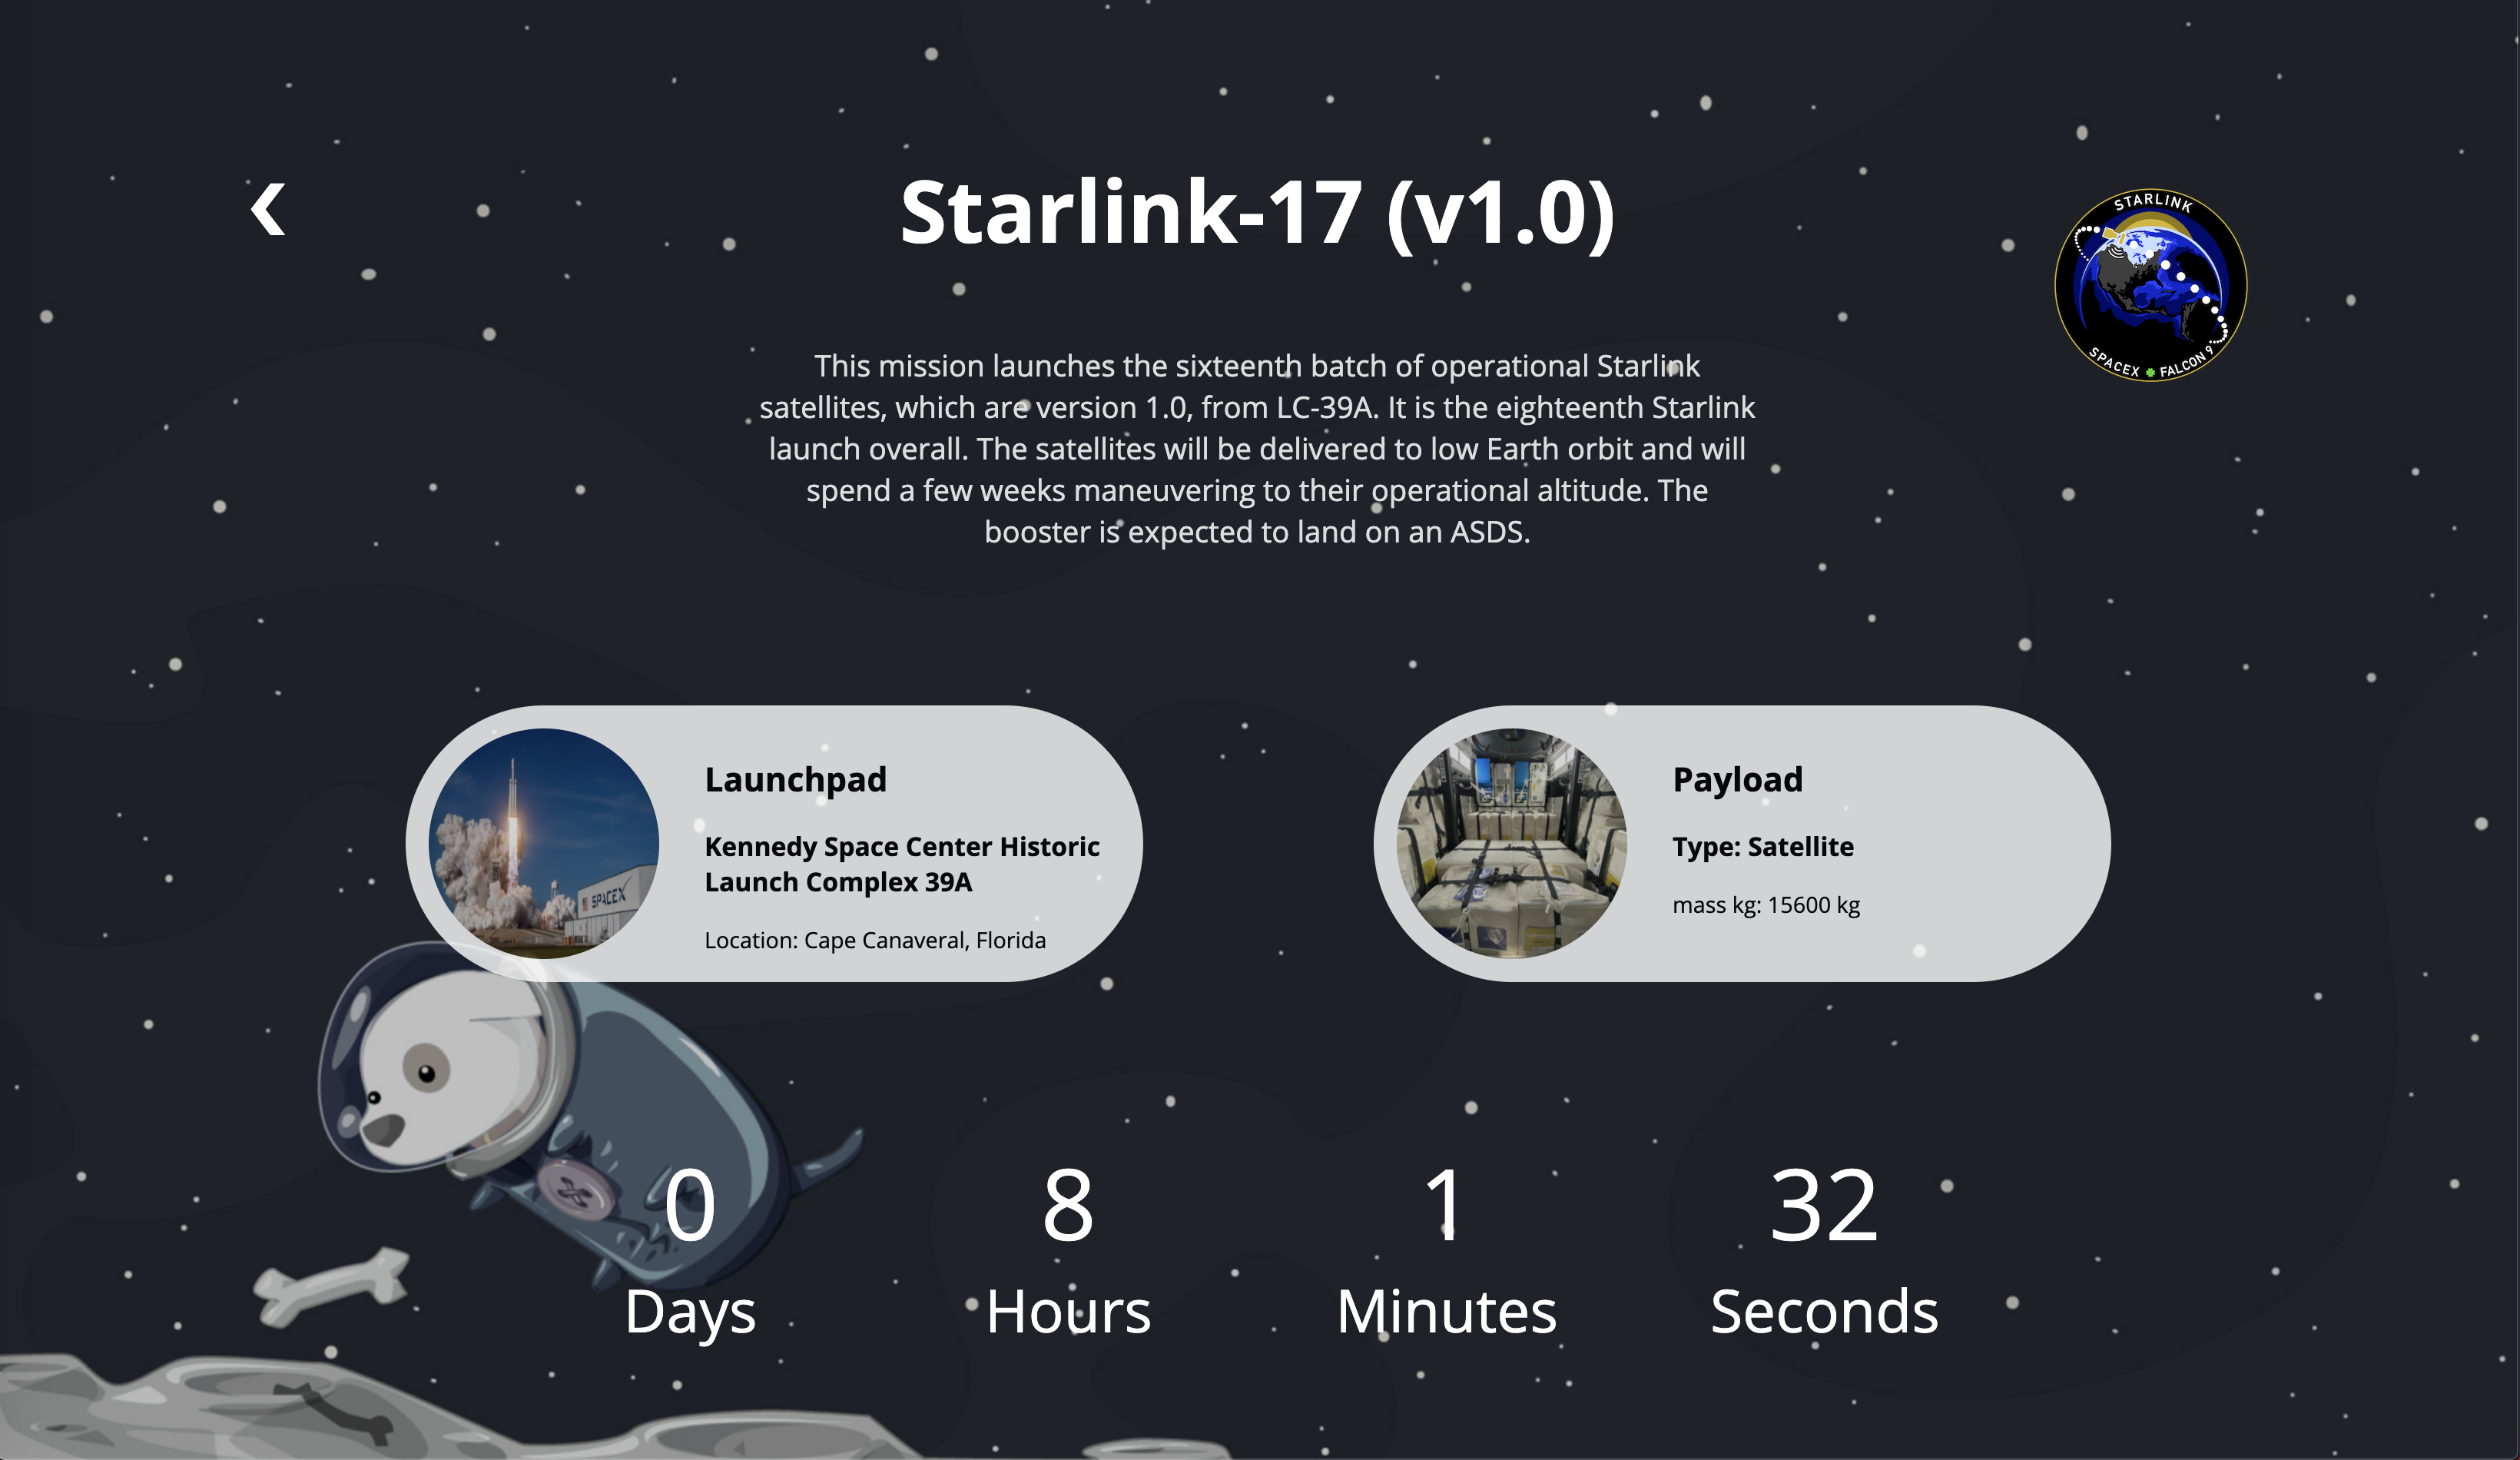 Starlink-17 (v1.0)
STARLINK
SPACEX FALCON 9
This mission launches the sixteenth batch of operational Starlink
satellites, which are version 1.0, from LC-39A. It is the eighteenth Starlink
launch overall. The satellites will be delivered to low Earth orbit and will
spend a few weeks maneuvering to their operational altitude. The
booster is expected to land on an ASDS.
SPACEX
Launchpad
Kennedy Space Center Historic
Launch Complex 39A
Location: Cape Canaveral, Florida
Payload
Type: Satellite
mass kg: 15600 kg
0 8 1 32
Days Hours Minutes Seconds